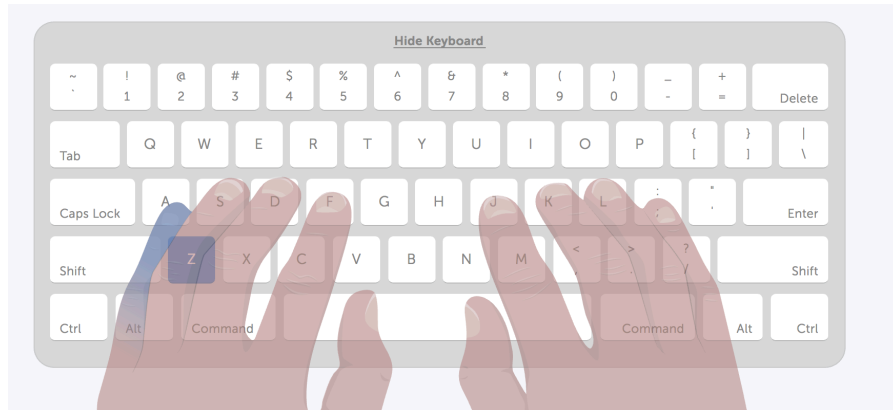 Hide Keyboard
~ ! @ # $ % ^ & * ( ) _ +
` 1 2 3 4 5 6 7 8 9 0 - = Delete
Q W E R T Y U I O P { } |
Tab [ ] \
A S D F G H J K L : "
Caps Lock ; ' Enter
Z X C V B N M < > ?
Shift , . / Shift
Ctrl Alt Command Command Alt Ctrl